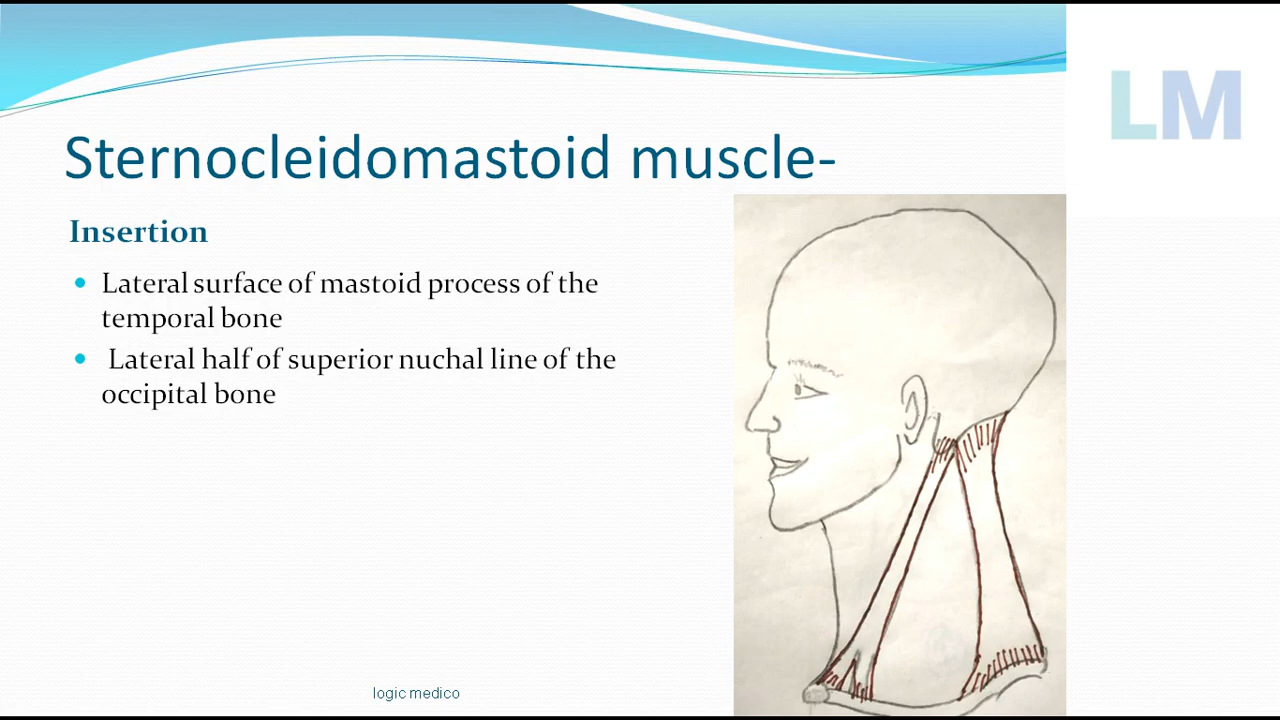 LM
Sternocleidomastoid muscle-
Insertion
Lateral surface of mastoid process of the
temporal bone
Lateral half of superior nuchal line of the
occipital bone
logic medico